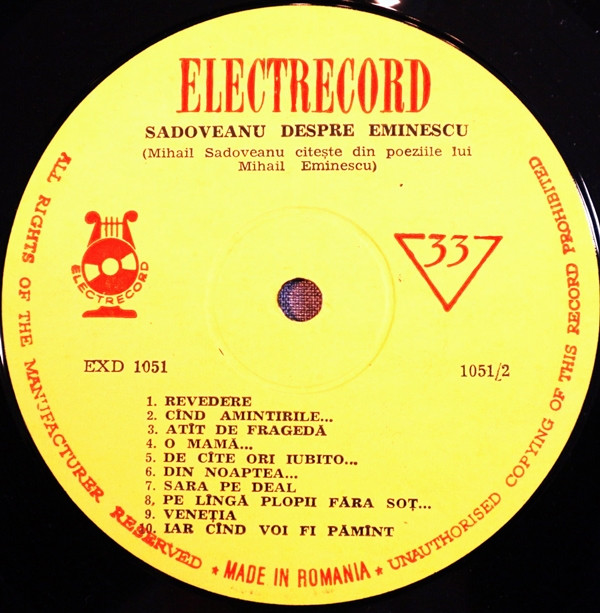 ELECTRECORD
SADOVEANU DESPRE EMINESCU
(Mihail Sadoveanu citește din poeziile lui
Mihail Eminescu)
ELECTRECORD
33
EXD 1051
1051/2
1. REVEDERE
2. CÎND AMINTIRILE...
3. ATÎT DE FRAGEDĂ
4. O MAMĂ...
5. DE CÎTE ORI IUBITO...
6. DIN NOAPTEA...
7. SARA PE DEAL
8. PE LÎNGĂ PLOPII FĂRA SOȚ...
9. VENEȚIA
10. IAR CÎND VOI FI PĂMÎNT
ALL RIGHTS OF THE MANUFACTURER RESERVED * MADE IN ROMANIA * UNAUTHORISED COPYING OF THIS RECORD PROHIBITED